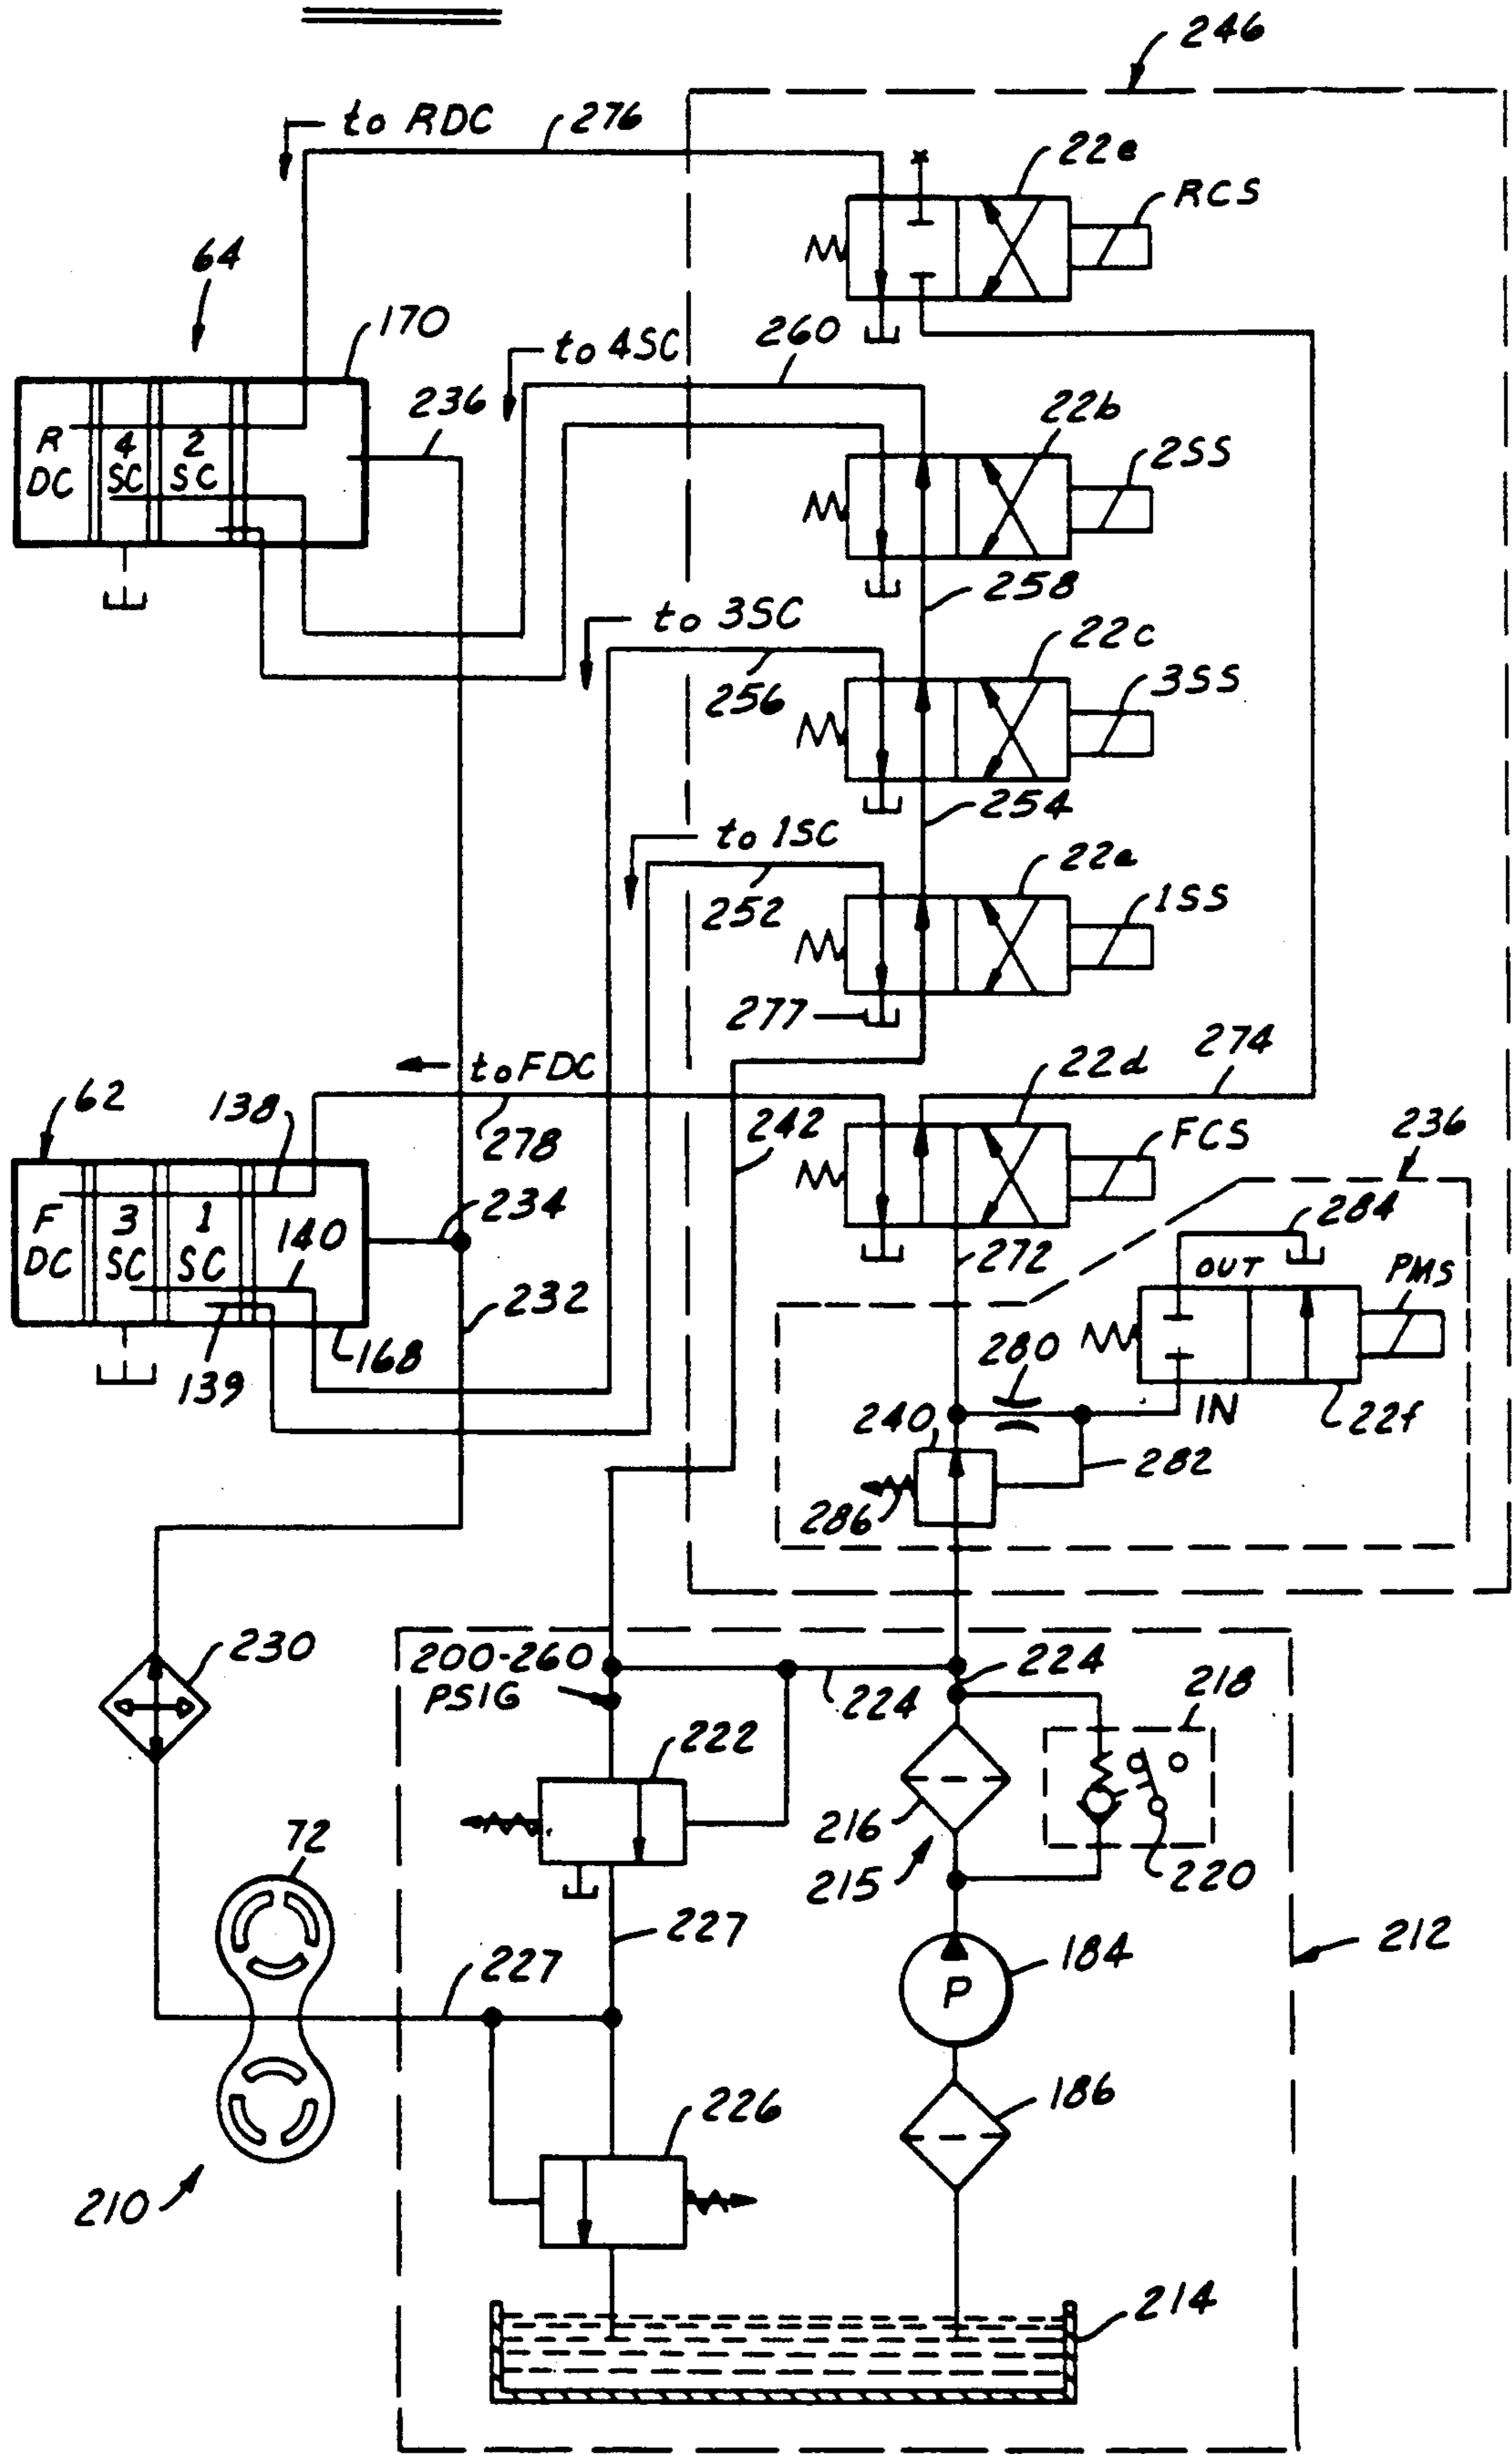 246
to RDC
276
22e
RCS
64
170
to 4SC
260
236
22b
2SS
R
DC
4
SC
2
SC
258
to 3SC
22c
256
3SS
254
to 1SC
22a
252
1SS
277
274
to FDC
22d
62
138
278
242
FCS
236
F
DC
3
SC
1
SC
140
234
272
284
OUT
PMS
232
139
168
280
240
IN
22f
282
286
230
200-260
PSIG
224
224
218
222
216
215
220
72
227
184
P
212
227
226
186
210
214